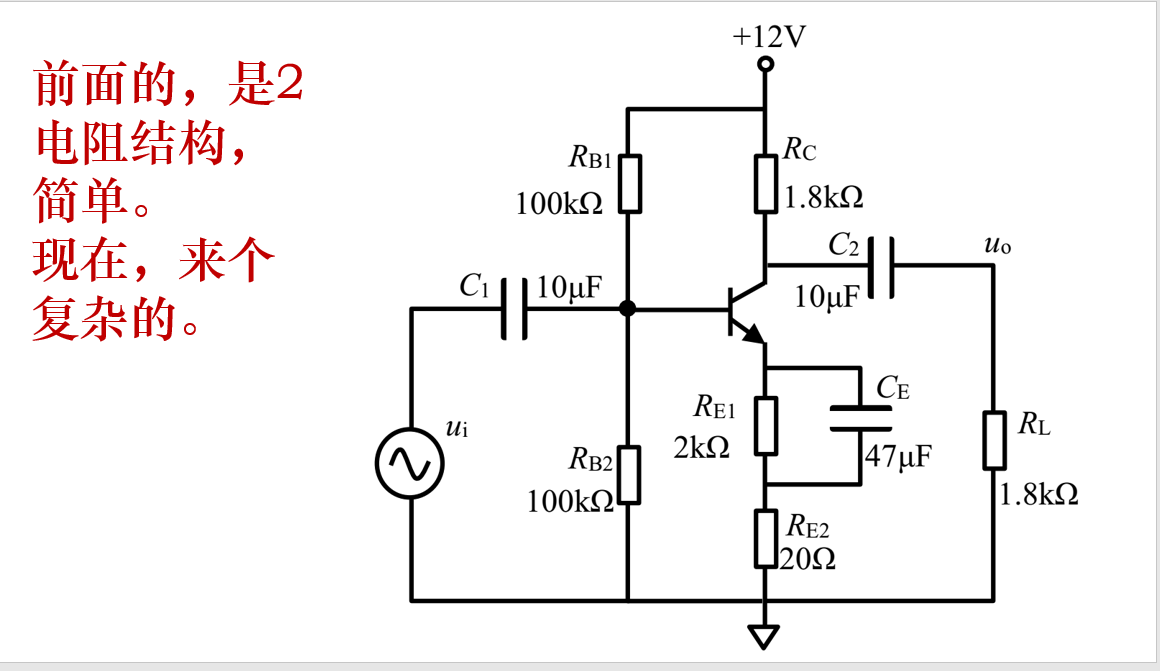 前面的，是2
电阻结构，
简单。
现在，来个
复杂的。
+12V
RB1
100kΩ
RC
1.8kΩ
C2
10μF
uo
C1
10μF
ui
RE1
2kΩ
CE
47μF
RL
1.8kΩ
RB2
100kΩ
RE2
20Ω